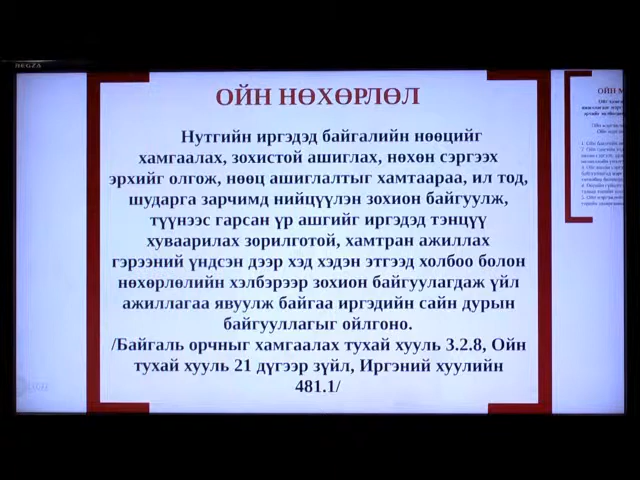 REGZA
ОЙН НӨХӨРЛӨЛ
Нутгийн иргэдэд байгалийн нөөцийг
хамгаалах, зохистой ашиглах, нөхөн сэргээх
эрхийг олгож, нөөц ашиглалтыг хамтаараа, ил тод,
шударга зарчимд нийцүүлэн зохион байгуулж,
түүнээс гарсан үр ашгийг иргэдэд тэнцүү
хуваарилах зорилготой, хамтран ажиллах
гэрээний үндсэн дээр хэд хэдэн этгээд холбоо болон
нөхөрлөлийн хэлбэрээр зохион байгуулагдаж үйл
ажиллагаа явуулж байгаа иргэдийн сайн дурын
байгууллагыг ойлгоно.
/Байгаль орчныг хамгаалах тухай хууль 3.2.8, Ойн
тухай хууль 21 дүгээр зүйл, Иргэний хуулийн
481.1/
ОЙН